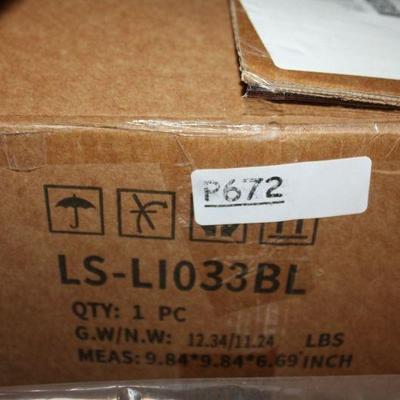 P672
LS-LI033BL
QTY: 1 PC
G.W/N.W: 12.34/11.24 LBS
MEAS: 9.84*9.84*6.69 INCH